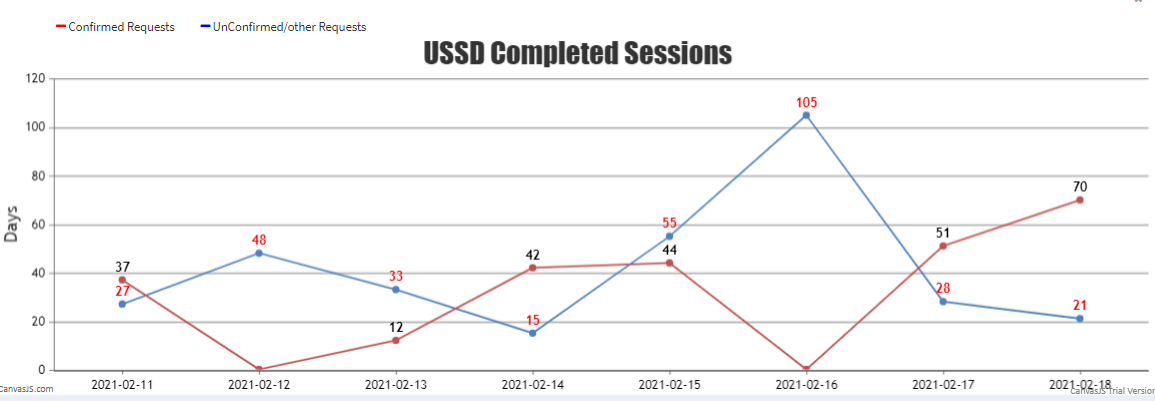 Confirmed Requests UnConfirmed/other Requests
USSD Completed Sessions
120
100
80
60
40
20
0
Days
37 27 48 33 12 42 15 55 44 105 51 28 70 21
2021-02-11 2021-02-12 2021-02-13 2021-02-14 2021-02-15 2021-02-16 2021-02-17 2021-02-18
CanvasJS.com CanvasJS Trial Version